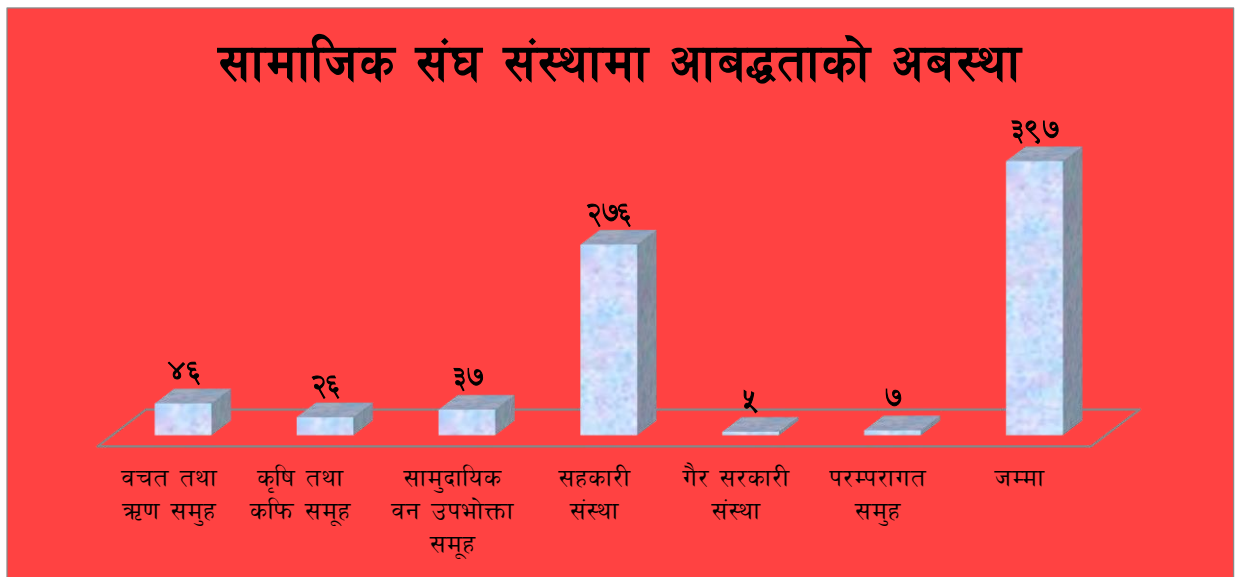 सामाजिक संघ संस्थामा आबद्धताको अबस्था
४६
२६
३७
२७६
५
७
३९७
वचत तथा
ऋण समुह
कृषि तथा
कफि समूह
सामुदायिक
वन उपभोक्ता
समूह
सहकारी
संस्था
गैर सरकारी
संस्था
परम्परागत
समुह
जम्मा